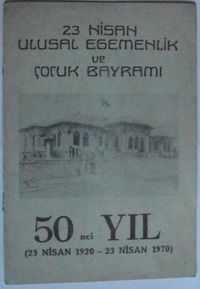 23 NİSAN
ULUSAL EGEMENLİK
ve
ÇOCUK BAYRAMI
50 nci YIL
(23 NİSAN 1920 – 23 NİSAN 1970)